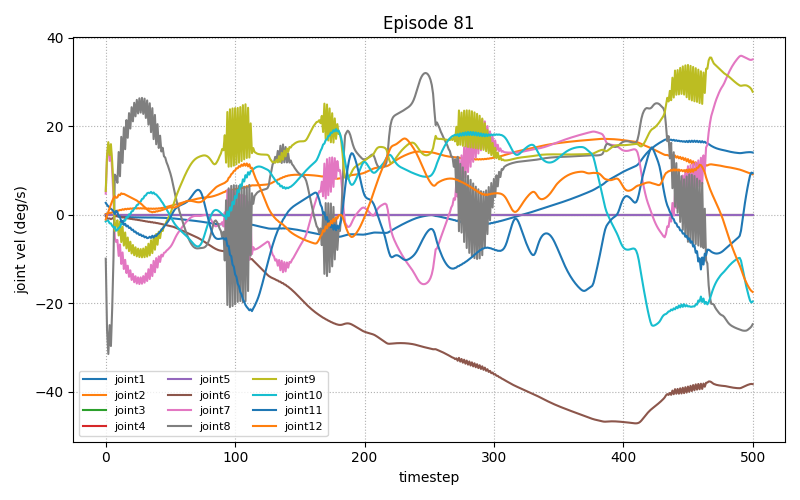 Episode 81
joint vel (deg/s)
40
20
0
−20
−40
joint1 joint5 joint9
joint2 joint6 joint10
joint3 joint7 joint11
joint4 joint8 joint12
0 100 200 300 400 500
timestep